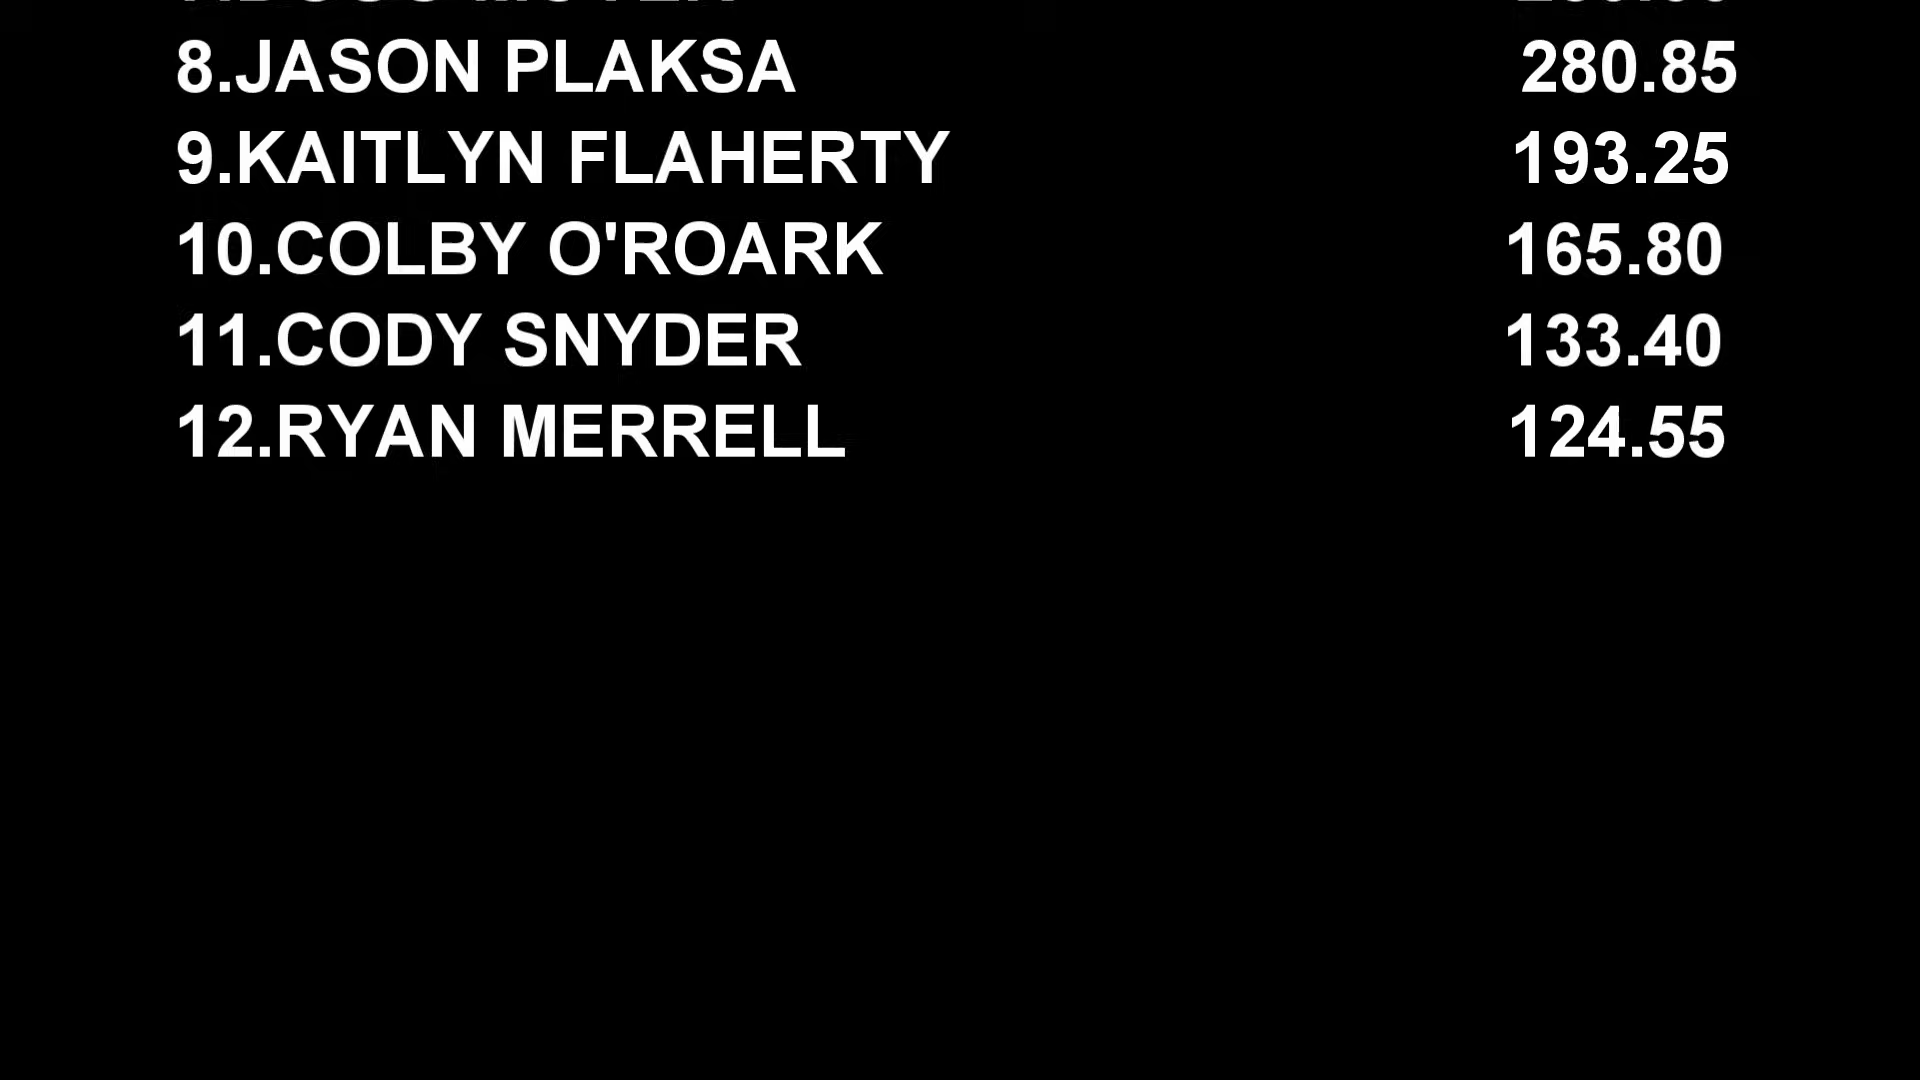 8.JASON PLAKSA 280.85
9.KAITLYN FLAHERTY 193.25
10.COLBY O'ROARK 165.80
11.CODY SNYDER 133.40
12.RYAN MERRELL 124.55